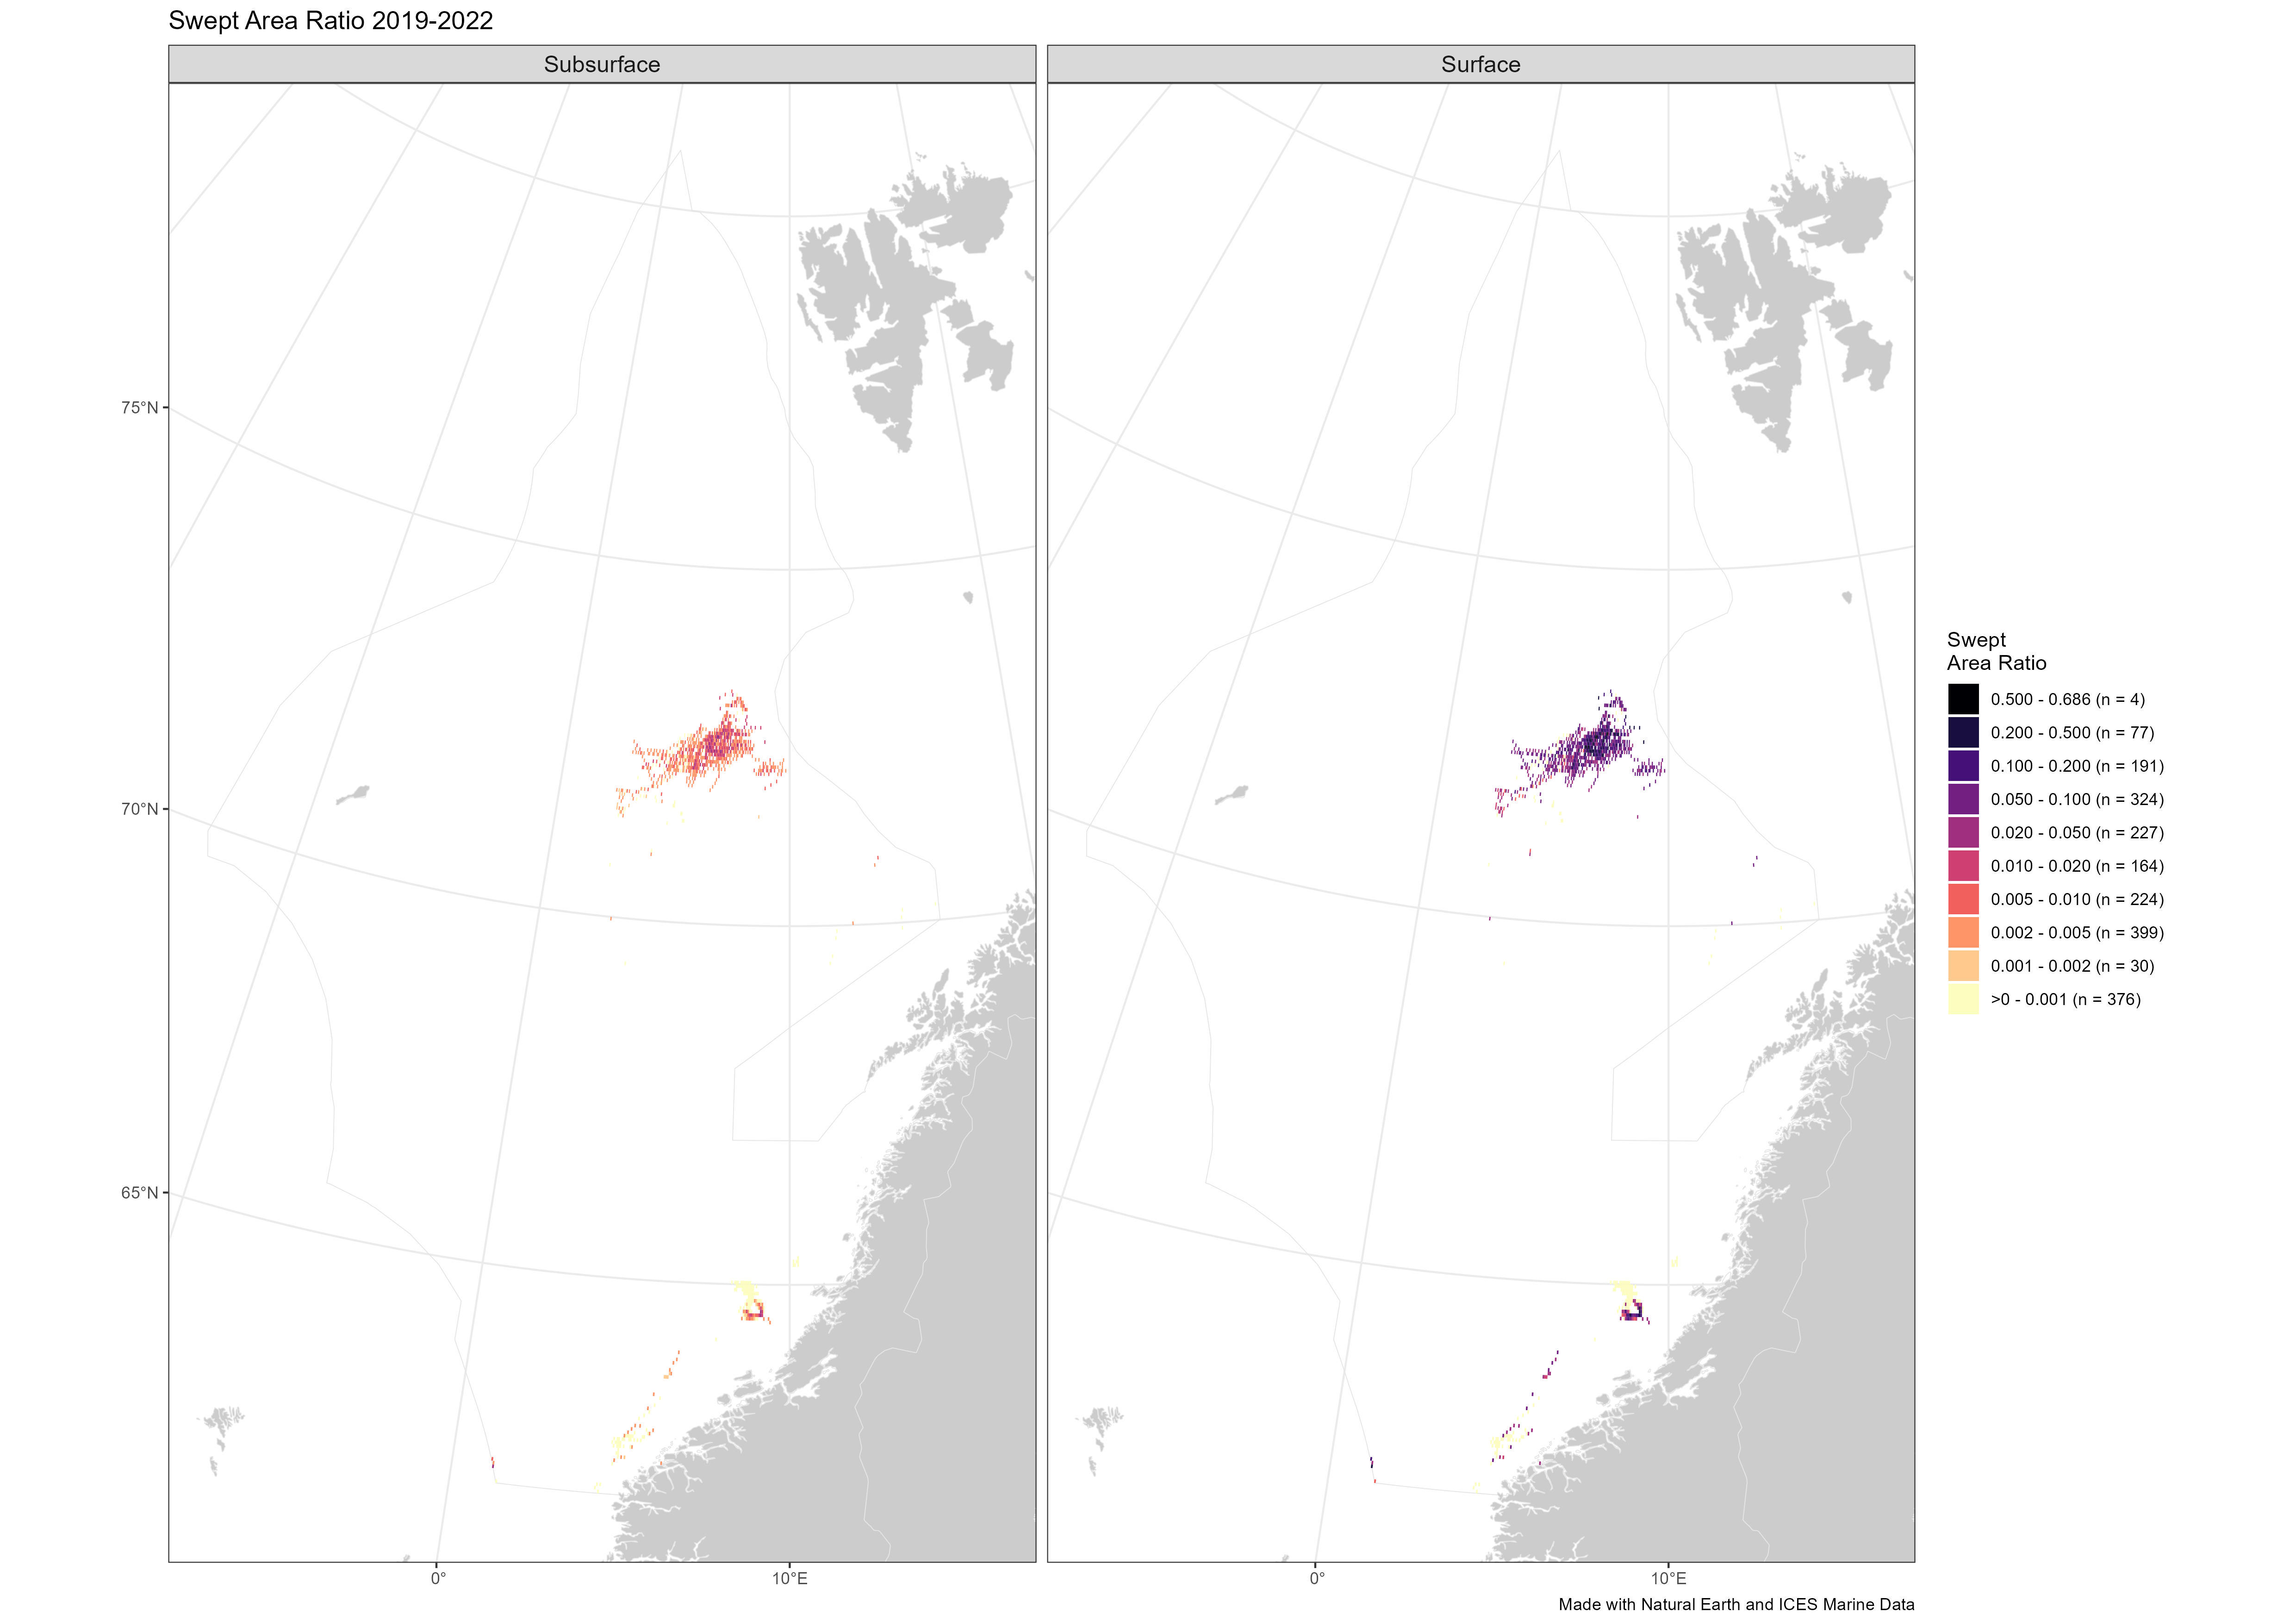 Swept Area Ratio 2019-2022
Subsurface
Surface
75°N
70°N
65°N
0°
10°E
0°
10°E
Swept
Area Ratio
0.500 - 0.686 (n = 4)
0.200 - 0.500 (n = 77)
0.100 - 0.200 (n = 191)
0.050 - 0.100 (n = 324)
0.020 - 0.050 (n = 227)
0.010 - 0.020 (n = 164)
0.005 - 0.010 (n = 224)
0.002 - 0.005 (n = 399)
0.001 - 0.002 (n = 30)
>0 - 0.001 (n = 376)
Made with Natural Earth and ICES Marine Data